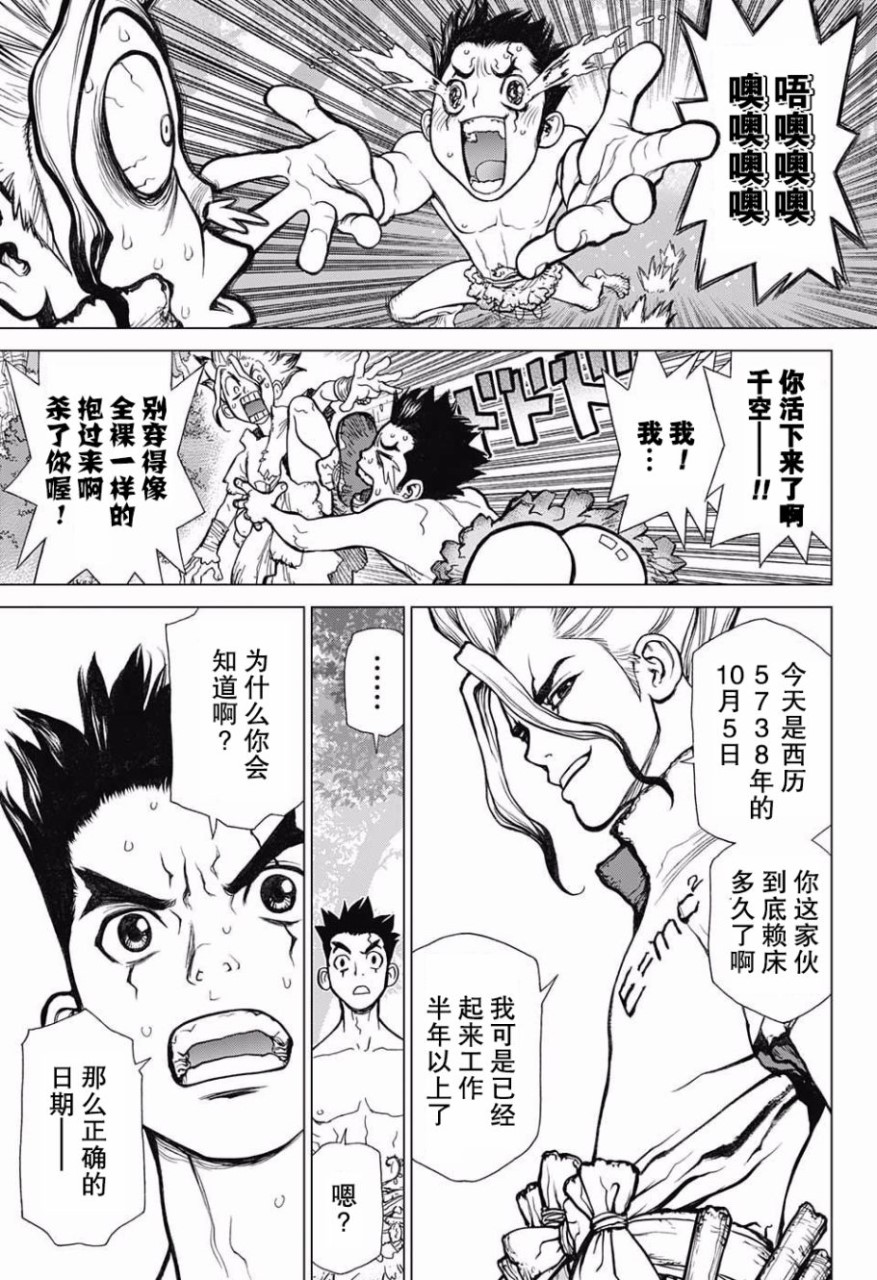 唔噢噢噢
噢噢噢噢
你活下来了啊
千空——!!
我!
我…
ドドドド
别穿得像
全裸一样的
抱过来啊
杀了你喔!
今天是西历
5738年的
10月5日
你这家伙
到底赖床
多久了啊
E=mc²
我可是已经
起来工作
半年以上了
……
嗯?
为什么你会
知道啊?
那么正确的
日期——